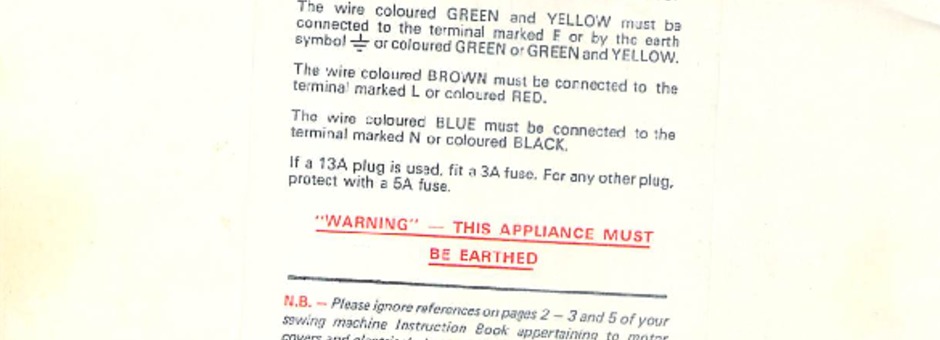 The wire coloured GREEN and YELLOW must be
connected to the terminal marked E or by the earth
symbol ⏚ or coloured GREEN or GREEN and YELLOW.
The wire coloured BROWN must be connected to the
terminal marked L or coloured RED.
The wire coloured BLUE must be connected to the
terminal marked N or coloured BLACK.
If a 13A plug is used, fit a 3A fuse. For any other plug,
protect with a 5A fuse.
"WARNING" — THIS APPLIANCE MUST
BE EARTHED
N.B. — Please ignore references on pages 2 – 3 and 5 of your
sewing machine Instruction Book appertaining to motor
covers and